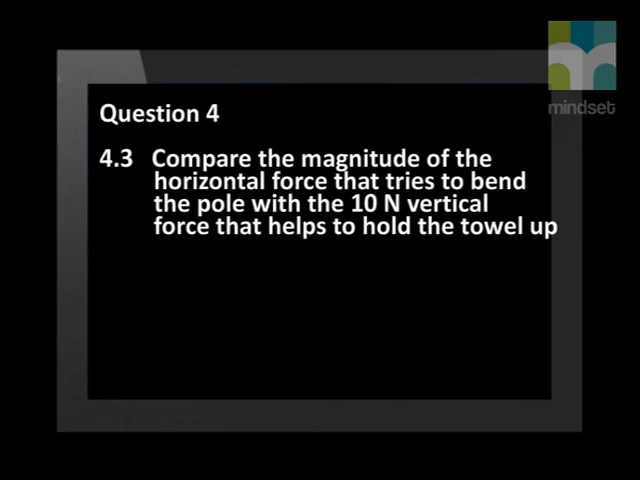 mindset
Question 4
4.3 Compare the magnitude of the
horizontal force that tries to bend
the pole with the 10 N vertical
force that helps to hold the towel up